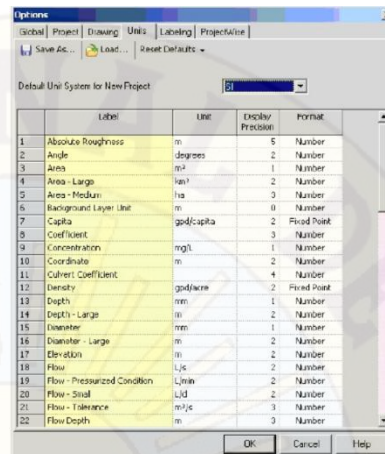 Options
Global Project Drawing Units Labeling ProjectWise
Save As... Load... Reset Defaults
Default Unit System for New Project SI
Label Unit Display Precision Format
1 Absolute Roughness m 5 Number
2 Angle degrees 2 Number
3 Area m² 1 Number
4 Area - Large km² 2 Number
5 Area - Medium ha 3 Number
6 Background Layer Unit m 0 Number
7 Capita gpd/capita 2 Fixed Point
8 Coefficient 3 Number
9 Concentration mg/L 1 Number
10 Coordinate m 2 Number
11 Culvert Coefficient 4 Number
12 Density gpd/acre 2 Fixed Point
13 Depth mm 1 Number
14 Depth - Large m 2 Number
15 Diameter mm 1 Number
16 Diameter - Large m 2 Number
17 Elevation m 2 Number
18 Flow L/s 2 Number
19 Flow - Pressurized Condition L/min 2 Number
20 Flow - Small L/d 2 Number
21 Flow - Tolerance m³/s 3 Number
22 Flow Depth m 3 Number
OK Cancel Help